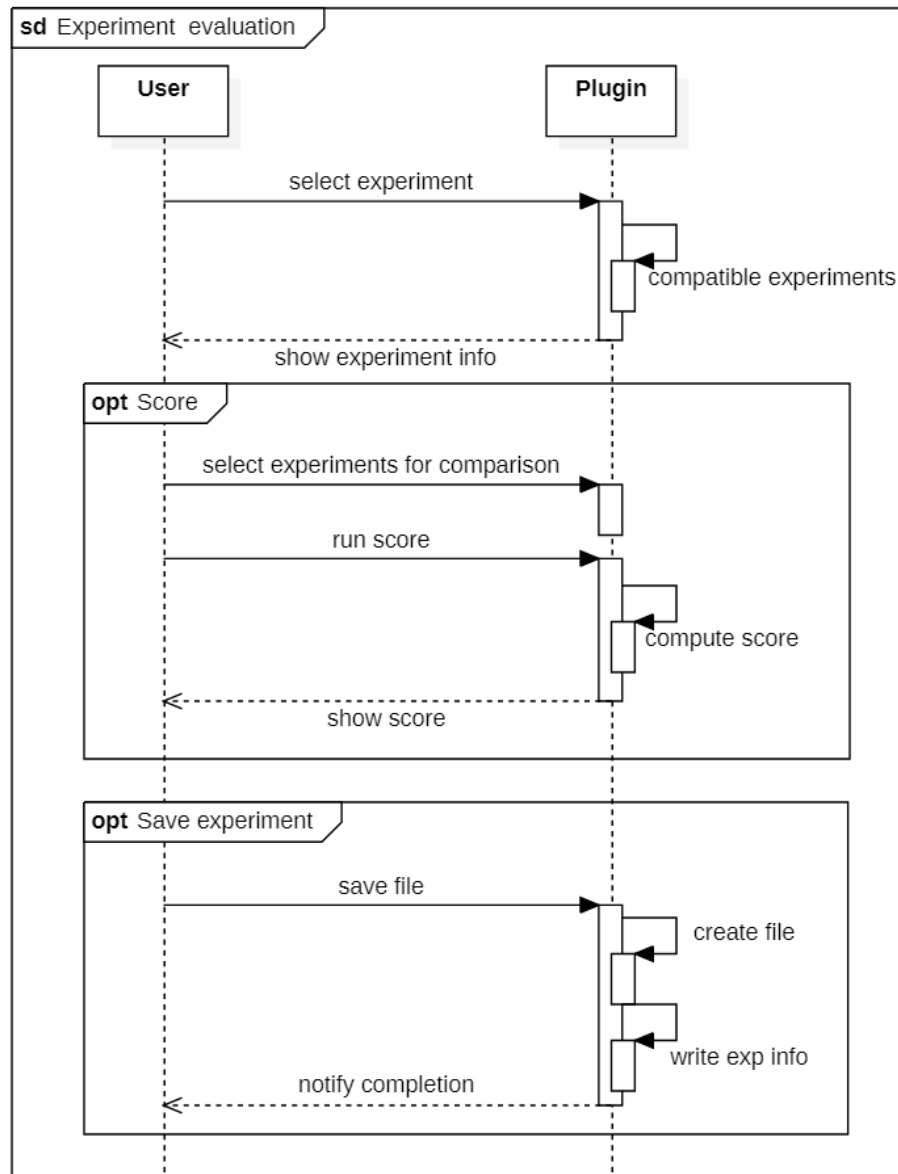 sd Experiment evaluation
User
Plugin
select experiment
compatible experiments
show experiment info
opt Score
select experiments for comparison
run score
compute score
show score
opt Save experiment
save file
create file
write exp info
notify completion